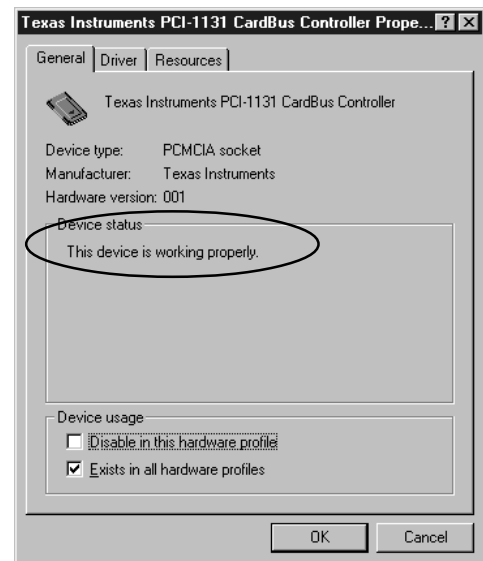 Texas Instruments PCI-1131 CardBus Controller Prope...
General Driver Resources
Texas Instruments PCI-1131 CardBus Controller
Device type: PCMCIA socket
Manufacturer: Texas Instruments
Hardware version: 001
Device status
This device is working properly.
Device usage
Disable in this hardware profile
Exists in all hardware profiles
OK Cancel